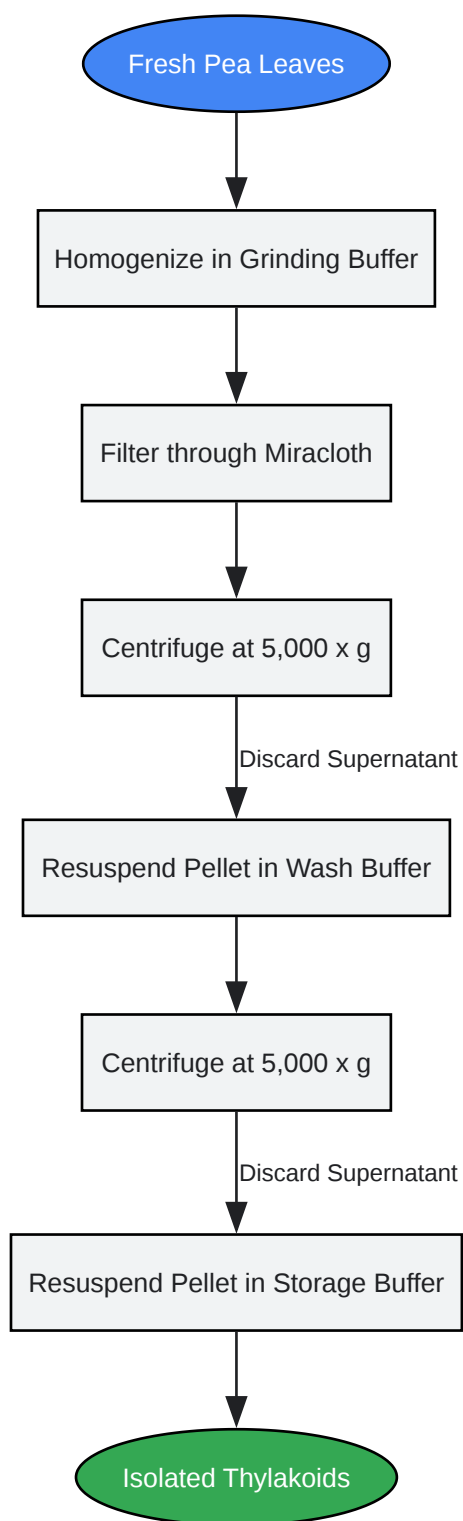 Fresh Pea Leaves
Homogenize in Grinding Buffer
Filter through Miracloth
Centrifuge at 5,000 x g
Discard Supernatant
Resuspend Pellet in Wash Buffer
Centrifuge at 5,000 x g
Discard Supernatant
Resuspend Pellet in Storage Buffer
Isolated Thylakoids